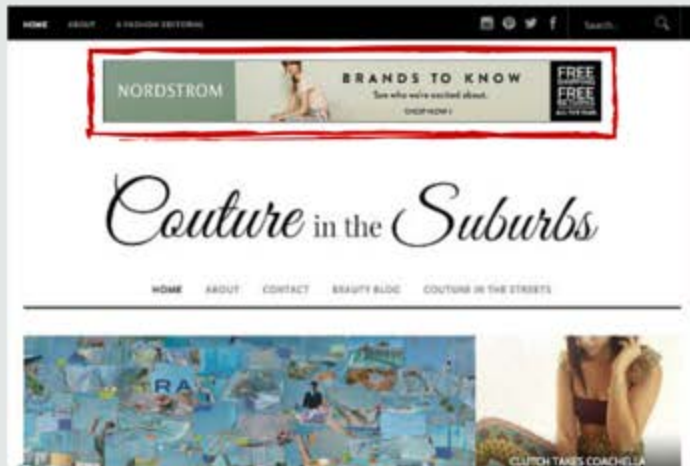 HOME ABOUT A FASHION EDITORIAL
Search..
NORDSTROM
BRANDS TO KNOW
See who we're excited about.
SHOP NOW
FREE
SHIPPING
FREE
RETURNS
ALL THE TIME
Couture in the Suburbs
HOME ABOUT CONTACT BEAUTY BLOG COUTURE IN THE STREETS
RA
CLUTCH TAKES COACHELLA